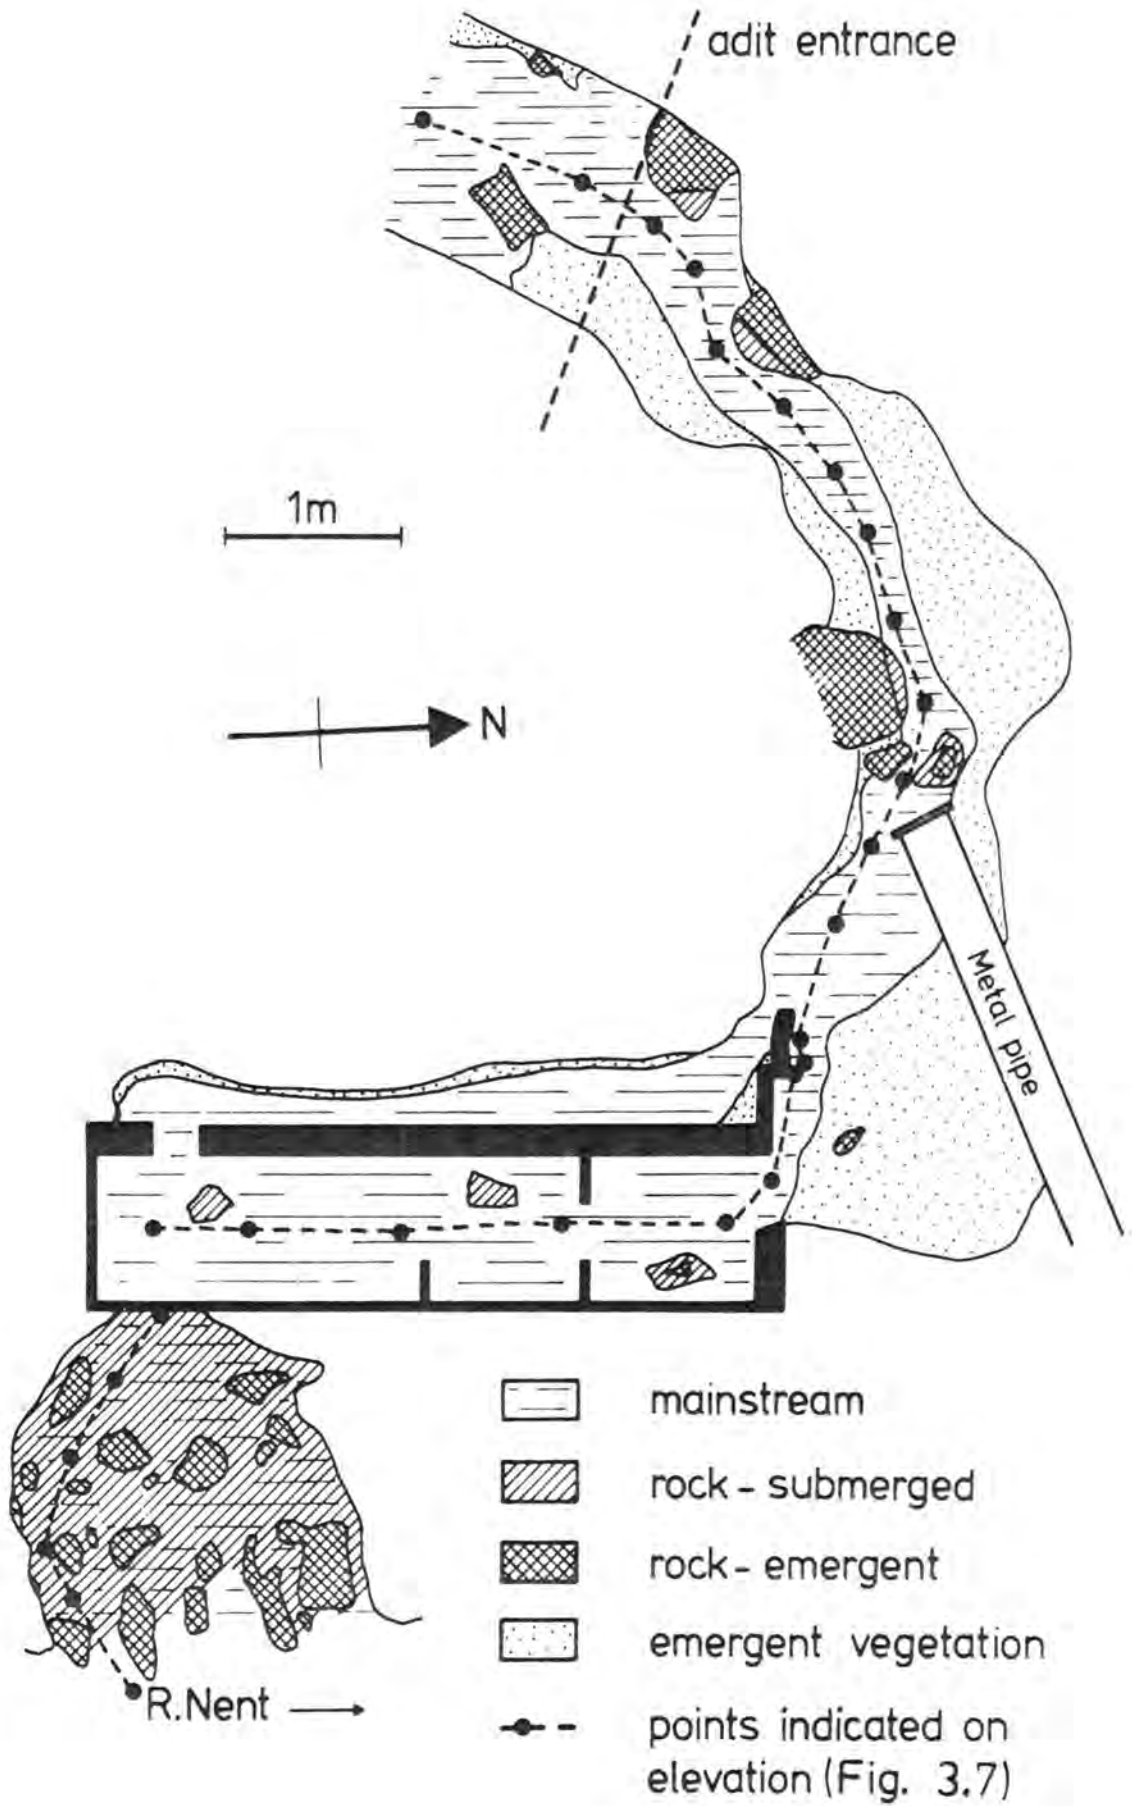 adit entrance
1m
N
Metal pipe
mainstream
rock - submerged
rock - emergent
emergent vegetation
R.Nent
points indicated on
elevation (Fig. 3.7)